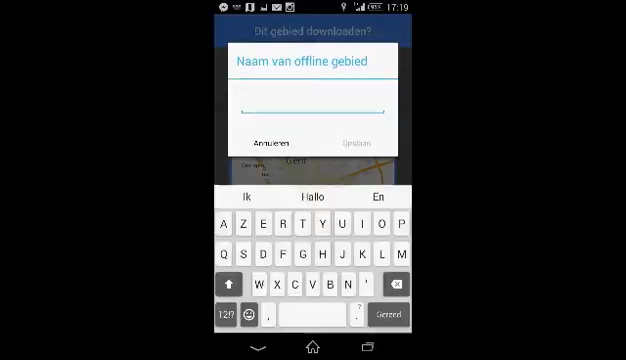 17:19
Dit gebied downloaden?
Naam van offline gebied
Annuleren Opslaan
Gent
Ik Hallo En
A Z E R T Y U I O P
Q S D F G H J K L M
W X C V B N '
12!? , . ? Gereed